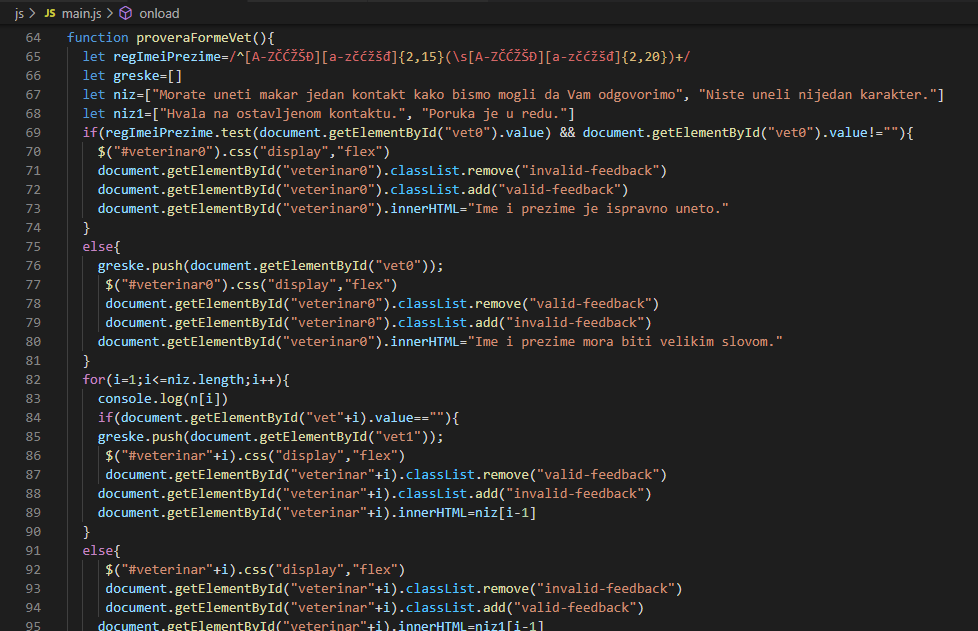 js > JS main.js > onload
64 function proveraFormeVet(){
65 let regImeiPrezime=/^[A-ZČĆŽŠĐ][a-zčćžšđ]{2,15}(\s[A-ZČĆŽŠĐ][a-zčćžšđ]{2,20})+/
66 let greske=[]
67 let niz=["Morate uneti makar jedan kontakt kako bismo mogli da Vam odgovorimo", "Niste uneli nijedan karakter."]
68 let niz1=["Hvala na ostavljenom kontaktu.", "Poruka je u redu."]
69 if(regImeiPrezime.test(document.getElementById("vet0").value) && document.getElementById("vet0").value!=""){
70 $("#veterinar0").css("display","flex")
71 document.getElementById("veterinar0").classList.remove("invalid-feedback")
72 document.getElementById("veterinar0").classList.add("valid-feedback")
73 document.getElementById("veterinar0").innerHTML="Ime i prezime je ispravno uneto."
74 }
75 else{
76 greske.push(document.getElementById("vet0"));
77 $("#veterinar0").css("display","flex")
78 document.getElementById("veterinar0").classList.remove("valid-feedback")
79 document.getElementById("veterinar0").classList.add("invalid-feedback")
80 document.getElementById("veterinar0").innerHTML="Ime i prezime mora biti velikim slovom."
81 }
82 for(i=1;i<=niz.length;i++){
83 console.log(n[i])
84 if(document.getElementById("vet"+i).value==""){
85 greske.push(document.getElementById("vet1"));
86 $("#veterinar"+i).css("display","flex")
87 document.getElementById("veterinar"+i).classList.remove("valid-feedback")
88 document.getElementById("veterinar"+i).classList.add("invalid-feedback")
89 document.getElementById("veterinar"+i).innerHTML=niz[i-1]
90 }
91 else{
92 $("#veterinar"+i).css("display","flex")
93 document.getElementById("veterinar"+i).classList.remove("invalid-feedback")
94 document.getElementById("veterinar"+i).classList.add("valid-feedback")
95 document.getElementById("veterinar"+i).innerHTML=niz1[i-1]